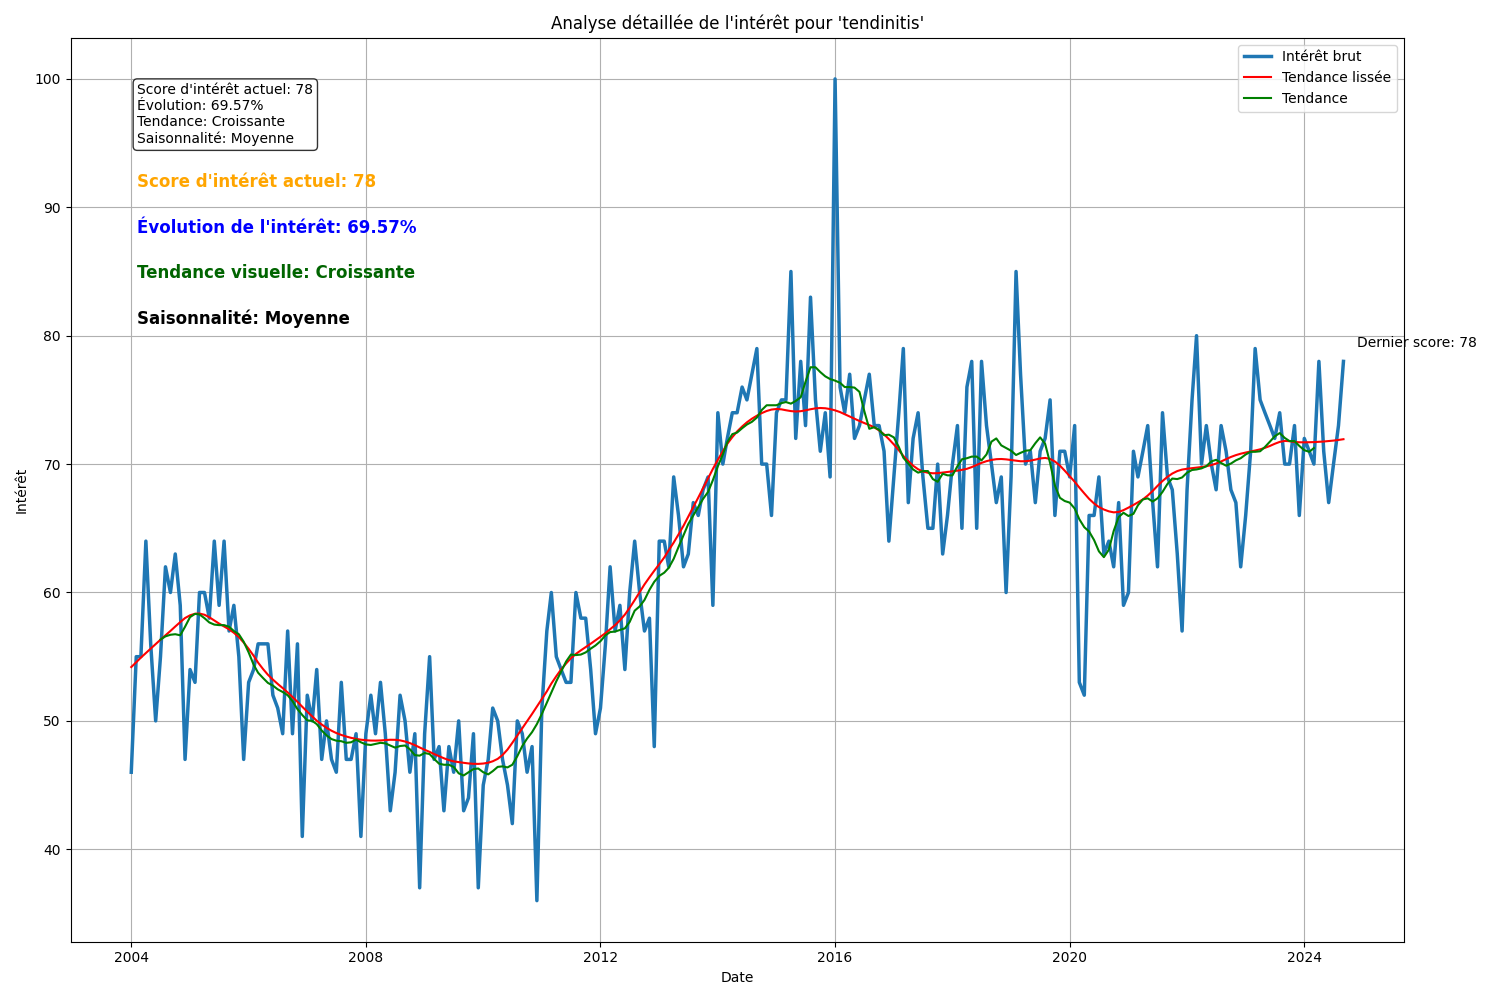 Analyse détaillée de l'intérêt pour 'tendinitis'
Intérêt brut
Tendance lissée
Tendance
Score d'intérêt actuel: 78
Évolution: 69.57%
Tendance: Croissante
Saisonnalité: Moyenne
Score d'intérêt actuel: 78
Évolution de l'intérêt: 69.57%
Tendance visuelle: Croissante
Saisonnalité: Moyenne
Dernier score: 78
Intérêt
100
90
80
70
60
50
40
2004 2008 2012 2016 2020 2024
Date